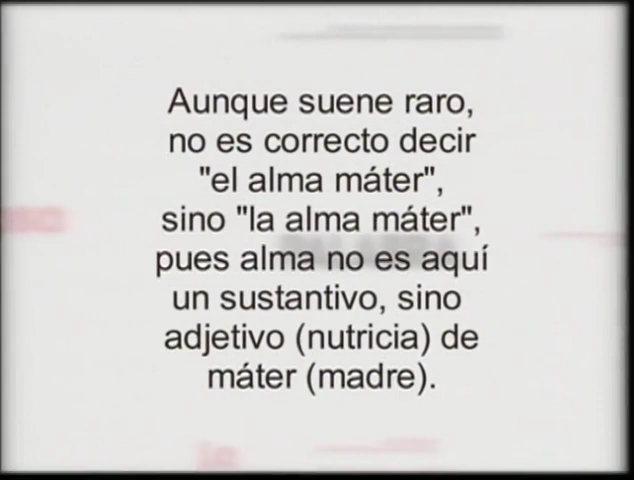 Aunque suene raro,
no es correcto decir
"el alma máter",
sino "la alma máter",
pues alma no es aquí
un sustantivo, sino
adjetivo (nutricia) de
máter (madre).